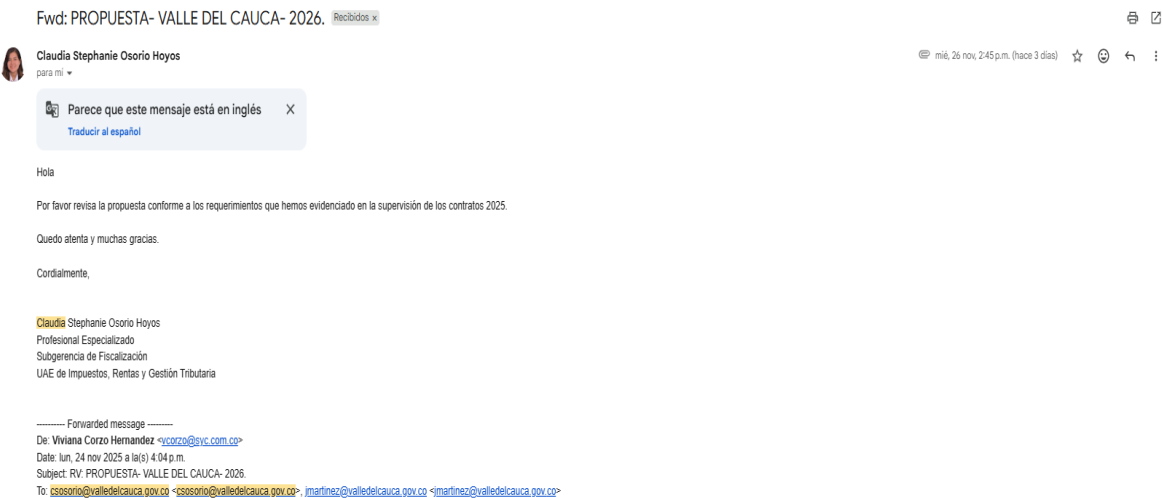 Fwd: PROPUESTA- VALLE DEL CAUCA- 2026. Recibidos x
Claudia Stephanie Osorio Hoyos
mié, 26 nov, 2:45 p.m. (hace 3 días)
para mí
Parece que este mensaje está en inglés
Traducir al español
Hola
Por favor revisa la propuesta conforme a los requerimientos que hemos evidenciado en la supervisión de los contratos 2025.
Quedo atenta y muchas gracias.
Cordialmente,
Claudia Stephanie Osorio Hoyos
Profesional Especializado
Subgerencia de Fiscalización
UAE de Impuestos, Rentas y Gestión Tributaria
---------- Forwarded message ---------
De: Viviana Corzo Hernandez <vcorzo@syc.com.co>
Date: lun, 24 nov 2025 a la(s) 4:04 p.m.
Subject: RV: PROPUESTA- VALLE DEL CAUCA- 2026.
To: csosorio@valledelcauca.gov.co <csosorio@valledelcauca.gov.co>, jmartinez@valledelcauca.gov.co <jmartinez@valledelcauca.gov.co>